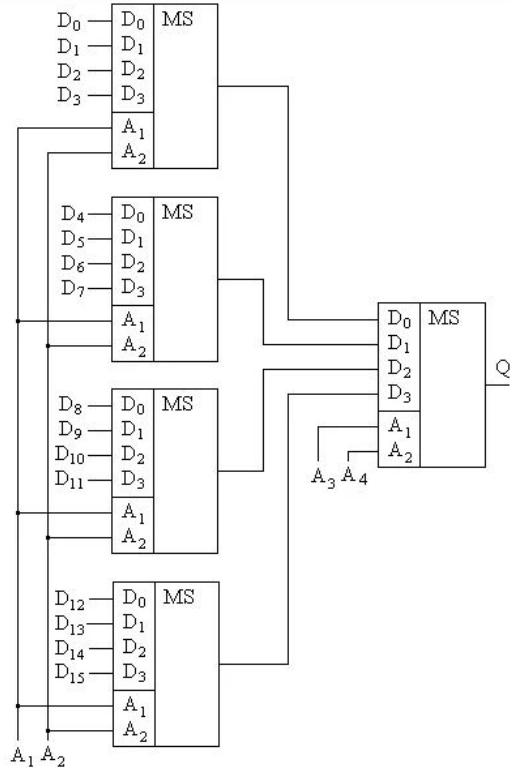 D₀ D₀ MS
D₁ D₁
D₂ D₂
D₃ D₃
A₁
A₂
D₄ D₀ MS
D₅ D₁
D₆ D₂
D₇ D₃
A₁
A₂
D₈ D₀ MS
D₉ D₁
D₁₀ D₂
D₁₁ D₃
A₁
A₂
D₁₂ D₀ MS
D₁₃ D₁
D₁₄ D₂
D₁₅ D₃
A₁
A₂
A₁ A₂
D₀ MS
D₁
D₂
D₃
A₁
A₂
A₃ A₄
Q